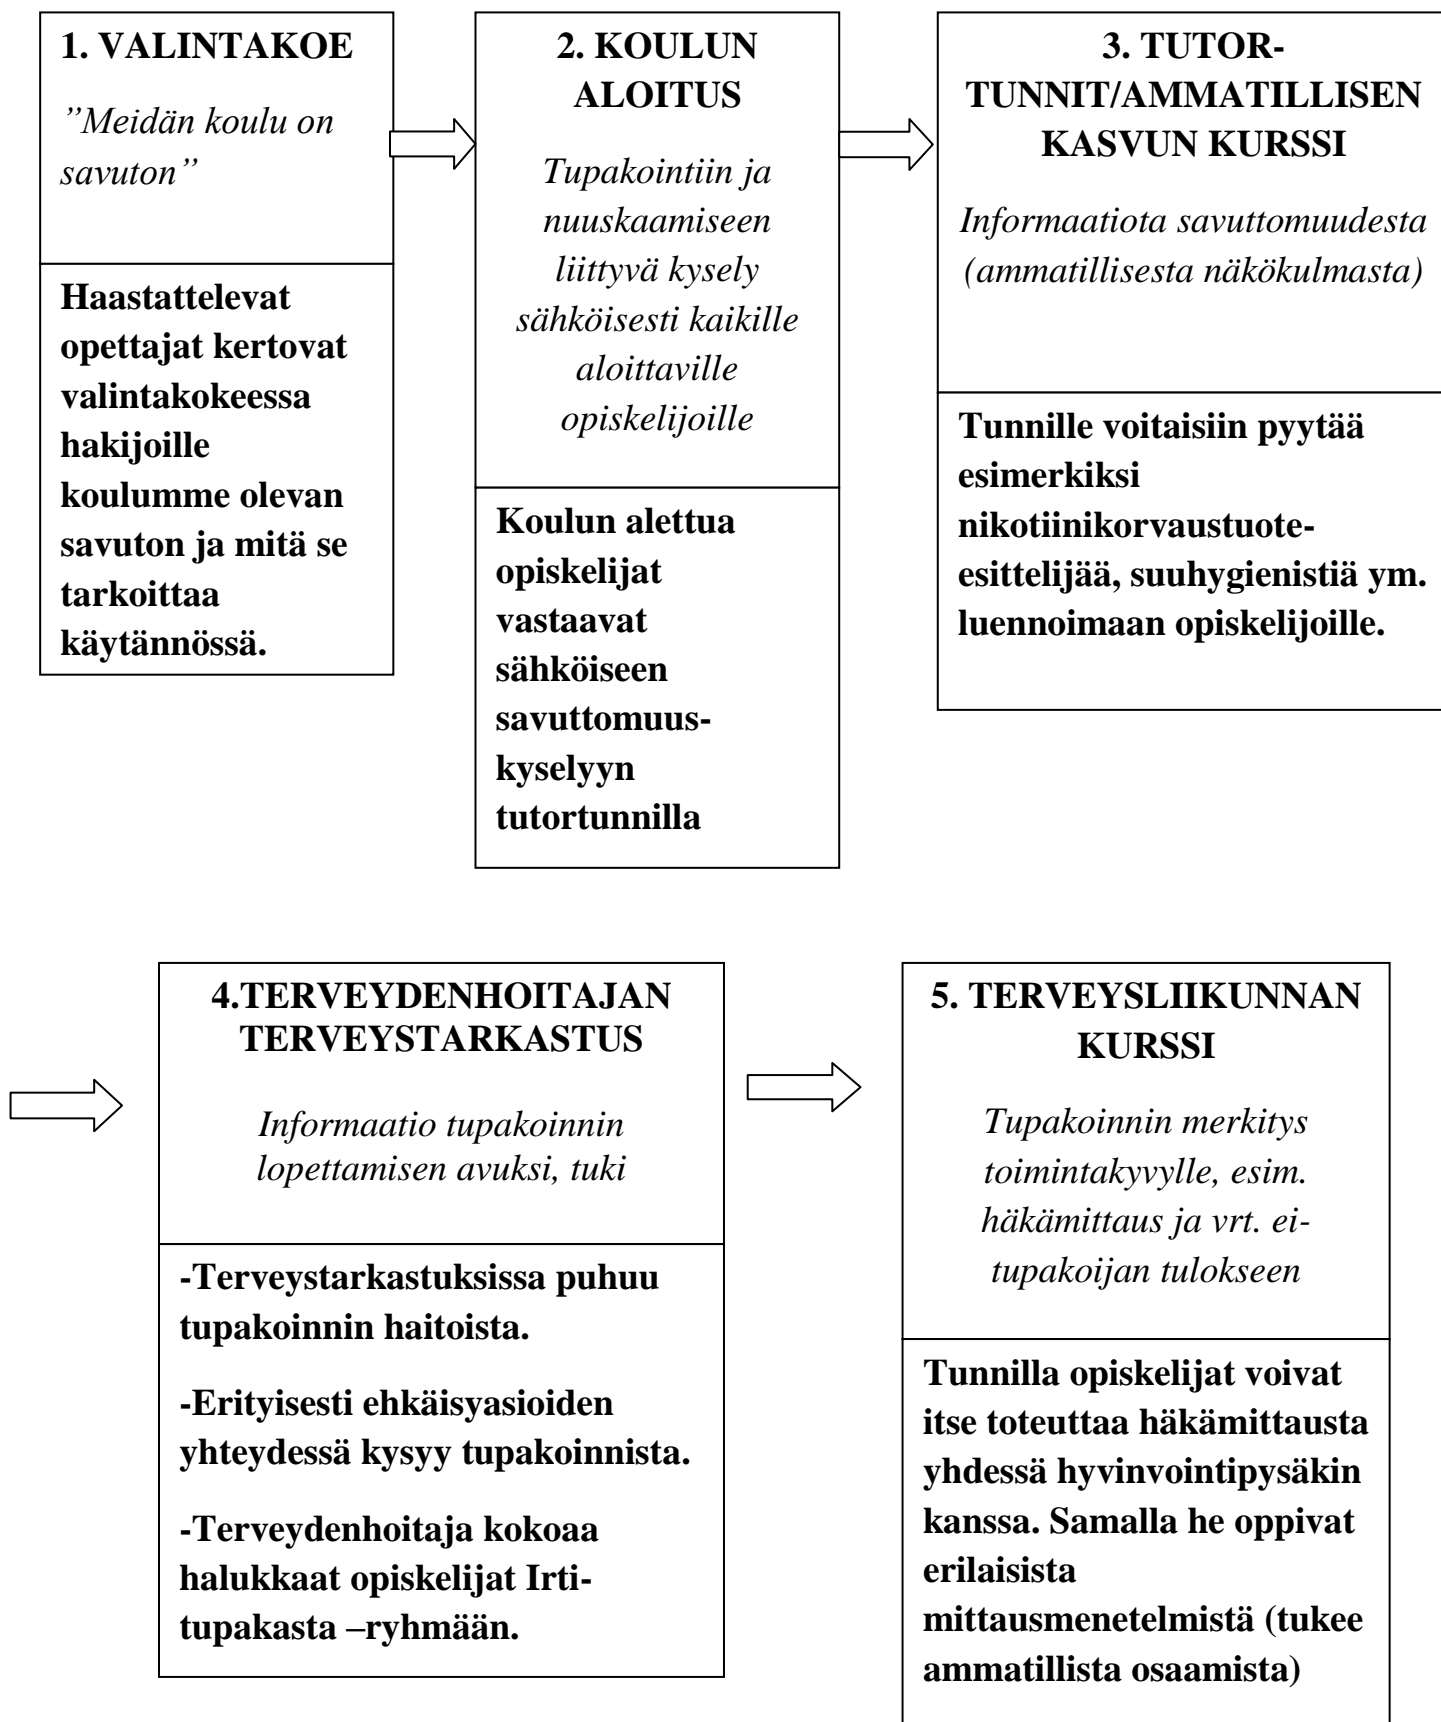 1. VALINTAKOE
”Meidän koulu on
savuton”
Haastattelevat
opettajat kertovat
valintakokeessa
hakijoille
koulumme olevan
savuton ja mitä se
tarkoittaa
käytännössä.
2. KOULUN
ALOITUS
Tupakointiin ja
nuuskaamiseen
liittyvä kysely
sähköisesti kaikille
aloittaville
opiskelijoille
Koulun alettua
opiskelijat
vastaavat
sähköiseen
savuttomuus-
kyselyyn
tutortunnilla
3. TUTOR-
TUNNIT/AMMATILLISEN
KASVUN KURSSI
Informaatiota savuttomuudesta
(ammatillisesta näkökulmasta)
Tunnille voitaisiin pyytää
esimerkiksi
nikotiinikorvaustuote-
esittelijää, suuhygienistiä ym.
luennoimaan opiskelijoille.
4.TERVEYDENHOITAJAN
TERVEYSTARKASTUS
Informaatio tupakoinnin
lopettamisen avuksi, tuki
-Terveystarkastuksissa puhuu
tupakoinnin haitoista.
-Erityisesti ehkäisyasioiden
yhteydessä kysyy tupakoinnista.
-Terveydenhoitaja kokoaa
halukkaat opiskelijat Irti-
tupakasta –ryhmään.
5. TERVEYSLIIKUNNAN
KURSSI
Tupakoinnin merkitys
toimintakyvylle, esim.
häkämittaus ja vrt. ei-
tupakoijan tulokseen
Tunnilla opiskelijat voivat
itse toteuttaa häkämittausta
yhdessä hyvinvointipysäkin
kanssa. Samalla he oppivat
erilaisista
mittausmenetelmistä (tukee
ammatillista osaamista)